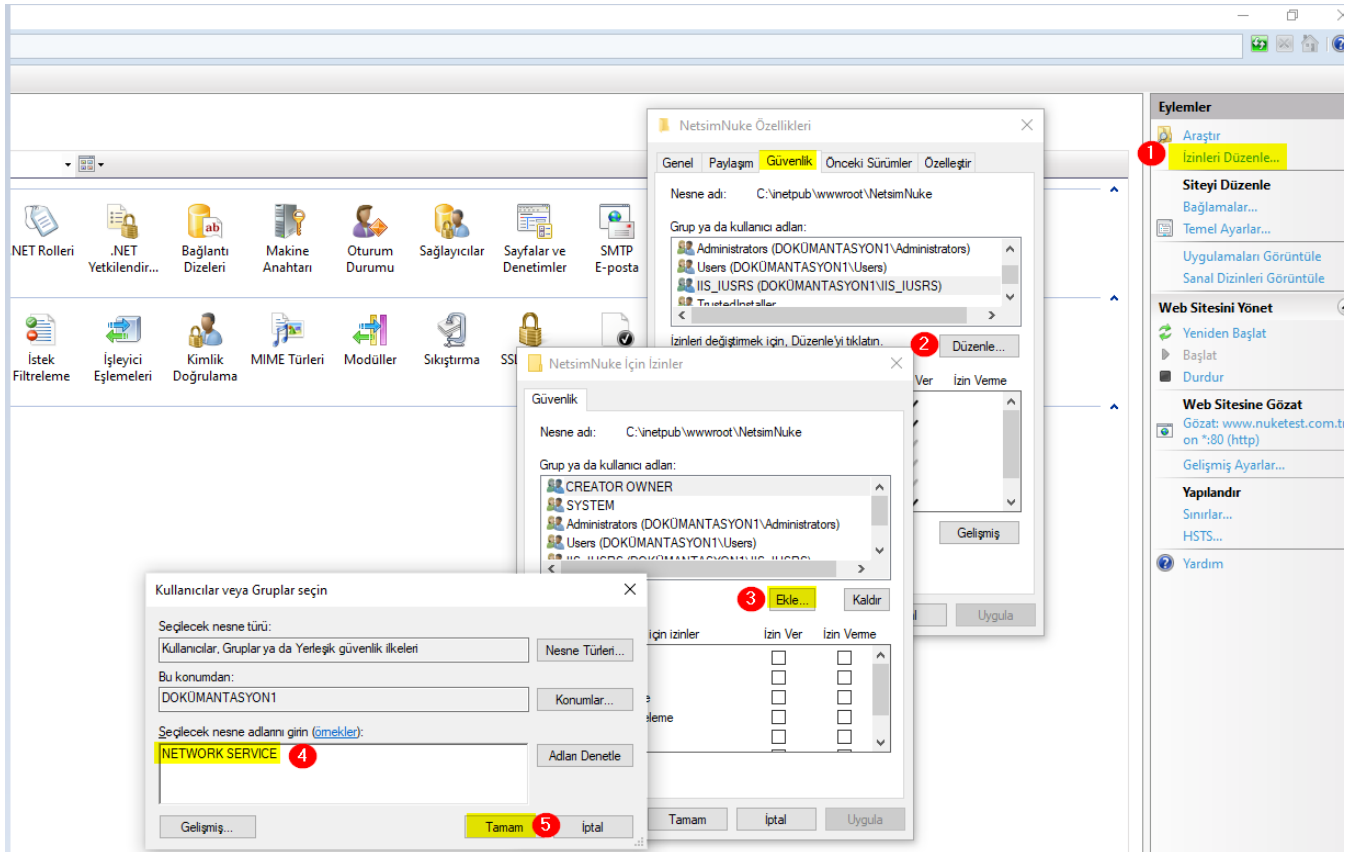 .NET Rolleri
.NET
Yetkilendir...
Bağlantı
Dizeleri
Makine
Anahtarı
Oturum
Durumu
Sağlayıcılar
Sayfalar ve
Denetimler
SMTP
E-posta
İstek
Filtreleme
İşleyici
Eşlemeleri
Kimlik
Doğrulama
MIME Türleri
Modüller
Sıkıştırma
NetsimNuke Özellikleri
Genel Paylaşım Güvenlik Önceki Sürümler Özelleştir
Nesne adı: C:\inetpub\wwwroot\NetsimNuke
Grup ya da kullanıcı adları:
Administrators (DOKÜMANTASYON1\Administrators)
Users (DOKÜMANTASYON1\Users)
IIS_IUSRS (DOKÜMANTASYON1\IIS_IUSRS)
TrustedInstaller
İzinleri değiştirmek için, Düzenle'yi tıklatın.
2 Düzenle...
Ver İzin Verme
Gelişmiş
Uygula
NetsimNuke İçin İzinler
Güvenlik
Nesne adı: C:\inetpub\wwwroot\NetsimNuke
Grup ya da kullanıcı adları:
CREATOR OWNER
SYSTEM
Administrators (DOKÜMANTASYON1\Administrators)
Users (DOKÜMANTASYON1\Users)
IIS_IUSRS (DOKÜMANTASYON1\IIS_IUSRS)
3 Ekle... Kaldır
için izinler İzin Ver İzin Verme
Tamam İptal Uygula
Kullanıcılar veya Gruplar seçin
Seçilecek nesne türü:
Kullanıcılar, Gruplar ya da Yerleşik güvenlik ilkeleri Nesne Türleri...
Bu konumdan:
DOKÜMANTASYON1 Konumlar...
Seçilecek nesne adlarını girin (örnekler):
NETWORK SERVICE 4 Adları Denetle
Gelişmiş... Tamam 5 İptal
Eylemler
Araştır
1 İzinleri Düzenle...
Siteyi Düzenle
Bağlamalar...
Temel Ayarlar...
Uygulamaları Görüntüle
Sanal Dizinleri Görüntüle
Web Sitesini Yönet
Yeniden Başlat
Başlat
Durdur
Web Sitesine Gözat
Gözat: www.nuketest.com.tr
on *:80 (http)
Gelişmiş Ayarlar...
Yapılandır
Sınırlar...
HSTS...
Yardım